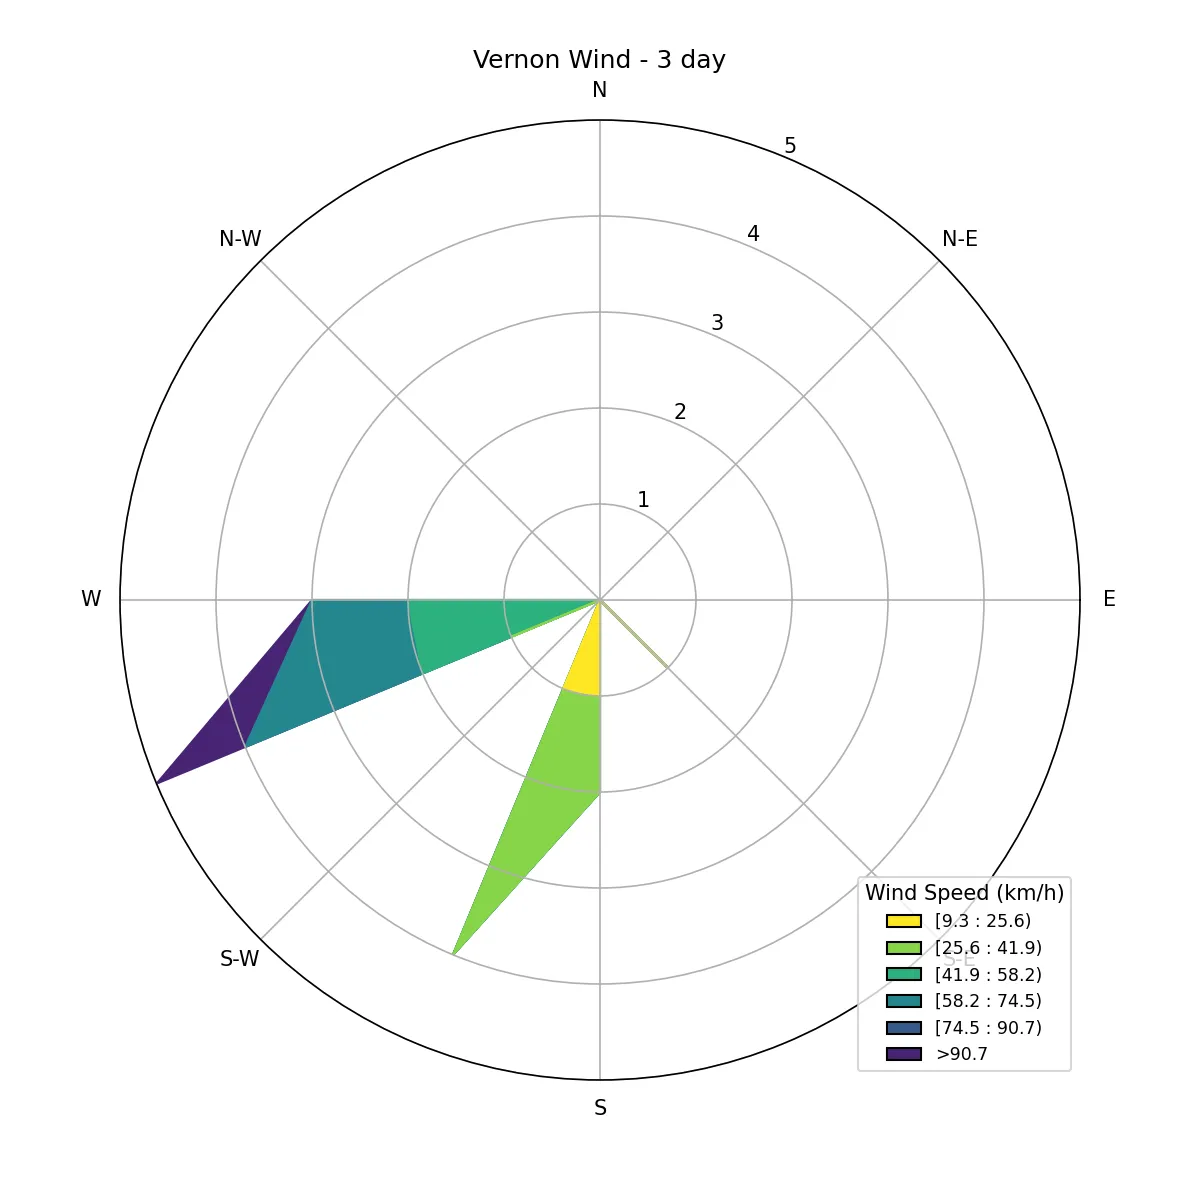 Vernon Wind - 3 day
N
5
N-W
4
N-E
3
2
1
W
E
S-W
S-E
S
Wind Speed (km/h)
[9.3 : 25.6)
[25.6 : 41.9)
[41.9 : 58.2)
[58.2 : 74.5)
[74.5 : 90.7)
>90.7